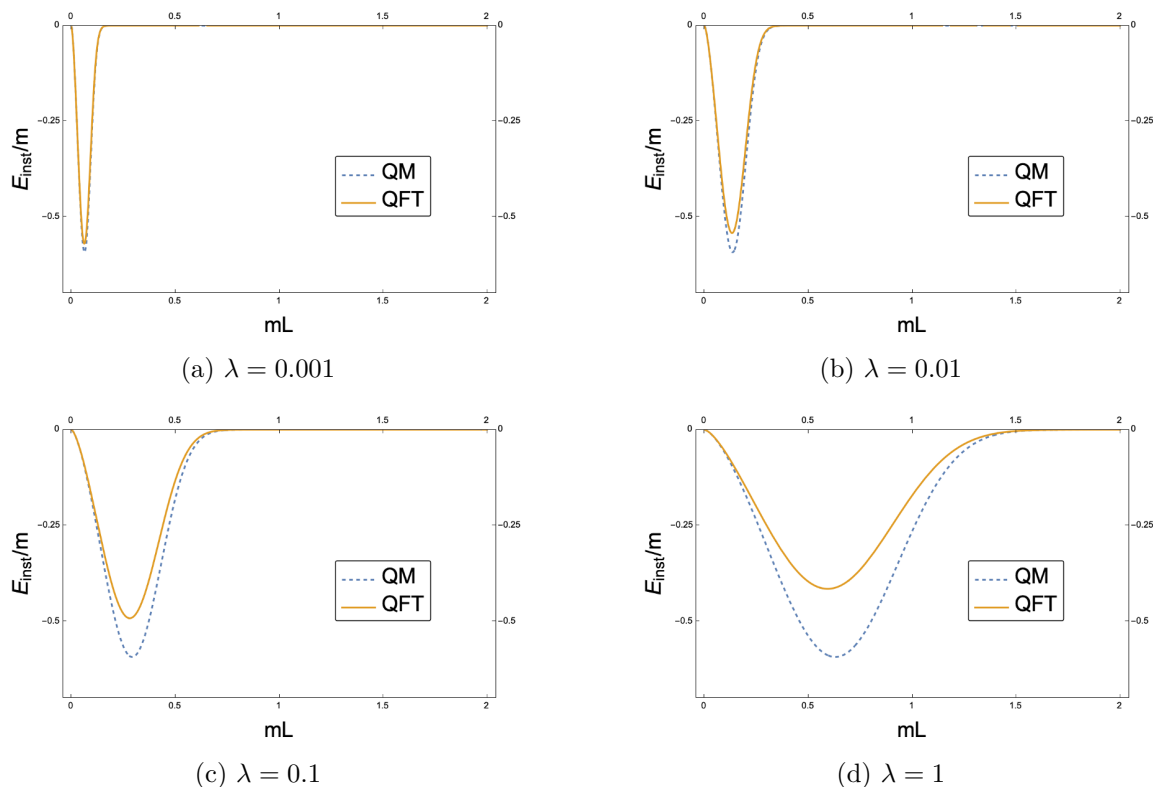 0 0.5 1 1.5 2 0 0.5 1 1.5 2
0 0 0
−0.25 −0.25 −0.25 −0.25
E_inst/m E_inst/m
QM QM
QFT QFT
−0.5 −0.5 −0.5 −0.5
0 0.5 1 1.5 2 0 0.5 1 1.5 2
mL mL
(a) λ = 0.001 (b) λ = 0.01
0 0.5 1 1.5 2 0 0.5 1 1.5 2
0 0 0 0
−0.25 −0.25 −0.25 −0.25
E_inst/m E_inst/m
QM QM
QFT QFT
−0.5 −0.5 −0.5 −0.5
0 0.5 1 1.5 2 0 0.5 1 1.5 2
mL mL
(c) λ = 0.1 (d) λ = 1